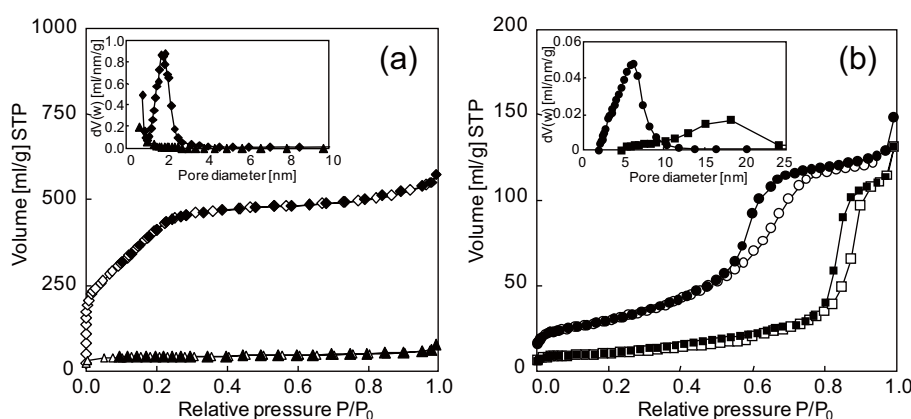 (a)
Volume [ml/g] STP
1000
750
500
250
0
0.0 0.2 0.4 0.6 0.8 1.0
Relative pressure P/P0
dV(w) [ml/nm/g]
1.0
0.8
0.6
0.4
0.2
0.0
0 2 4 6 8 10
Pore diameter [nm]
(b)
Volume [ml/g] STP
200
150
100
50
0
0.0 0.2 0.4 0.6 0.8 1.0
Relative pressure P/P0
dV(w) [ml/nm/g]
0.06
0.04
0.02
0
0 5 10 15 20 25
Pore diameter [nm]